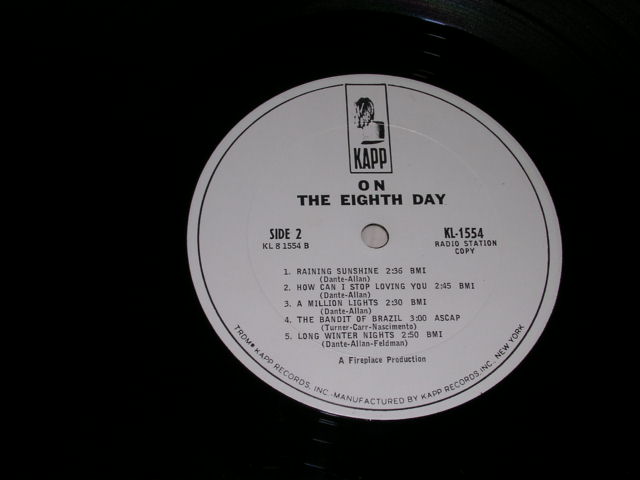 KAPP
ON
THE EIGHTH DAY
SIDE 2
KL 8 1554 B
KL-1554
RADIO STATION
COPY
1. RAINING SUNSHINE 2:36 BMI
(Dante-Allan)
2. HOW CAN I STOP LOVING YOU 2:45 BMI
(Dante-Allan)
3. A MILLION LIGHTS 2:30 BMI
(Dante-Allan)
4. THE BANDIT OF BRAZIL 3:00 ASCAP
(Turner-Carr-Nascimento)
5. LONG WINTER NIGHTS 2:50 BMI
(Dante-Allan-Feldman)
A Fireplace Production
TRDM® KAPP RECORDS, INC.-MANUFACTURED BY KAPP RECORDS, INC. NEW YORK